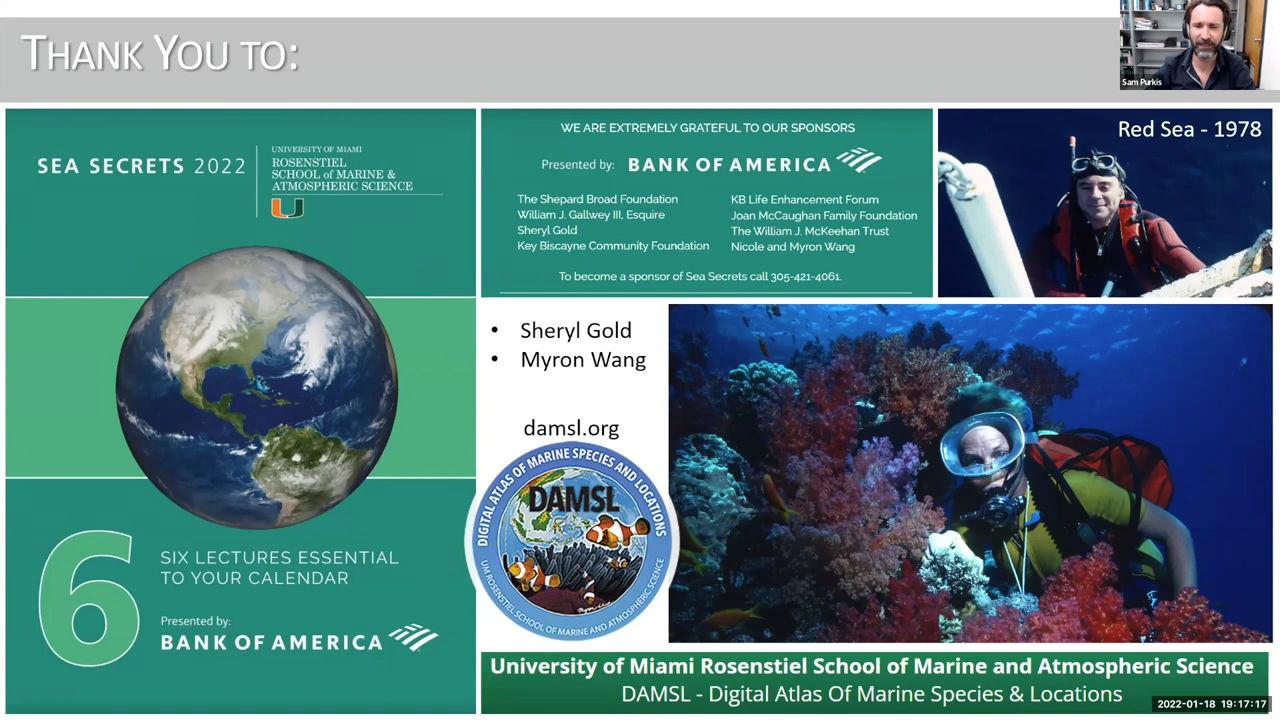 THANK YOU TO:
Sam Purkis
SEA SECRETS 2022
UNIVERSITY OF MIAMI
ROSENSTIEL
SCHOOL of MARINE &
ATMOSPHERIC SCIENCE
6
SIX LECTURES ESSENTIAL
TO YOUR CALENDAR
Presented by:
BANK OF AMERICA
WE ARE EXTREMELY GRATEFUL TO OUR SPONSORS
Presented by: BANK OF AMERICA
The Shepard Broad Foundation
William J. Gallwey III, Esquire
Sheryl Gold
Key Biscayne Community Foundation
KB Life Enhancement Forum
Joan McCaughan Family Foundation
The William J. McKeehan Trust
Nicole and Myron Wang
To become a sponsor of Sea Secrets call 305-421-4061.
Red Sea - 1978
• Sheryl Gold
• Myron Wang
damsl.org
DIGITAL ATLAS OF MARINE SPECIES AND LOCATIONS
DAMSL
UM ROSENSTIEL SCHOOL OF MARINE AND ATMOSPHERIC SCIENCE
University of Miami Rosenstiel School of Marine and Atmospheric Science
DAMSL - Digital Atlas Of Marine Species & Locations
2022-01-18 19:17:17